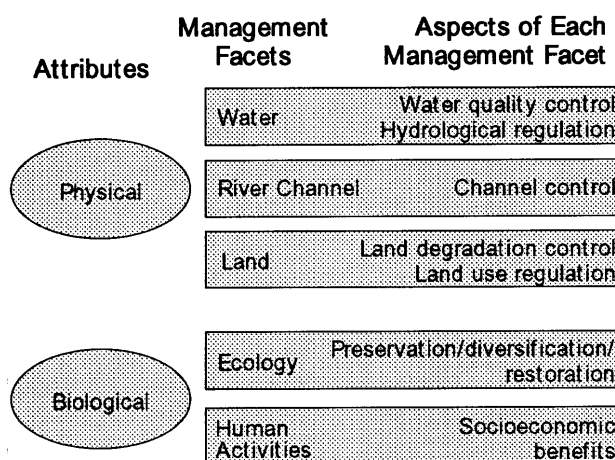 Attributes
Management
Facets
Aspects of Each
Management Facet
Physical
Water
Water quality control
Hydrological regulation
River Channel
Channel control
Land
Land degradation control
Land use regulation
Biological
Ecology
Preservation/diversification/
restoration
Human
Activities
Socioeconomic
benefits